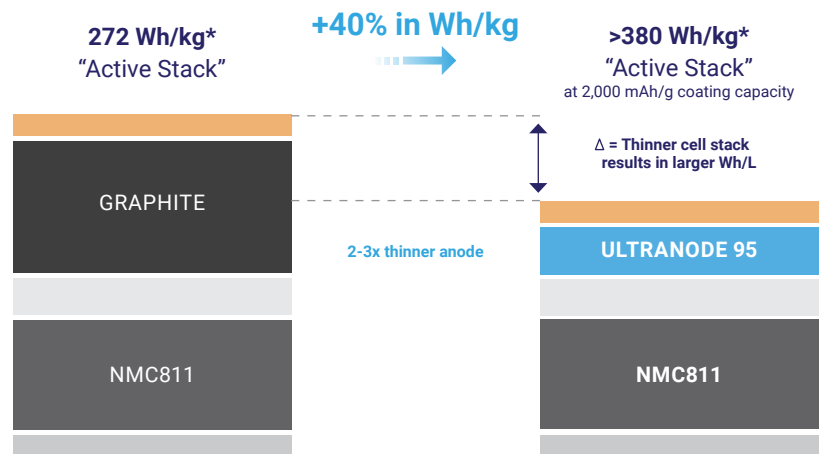 272 Wh/kg*
“Active Stack”
+40% in Wh/kg
>380 Wh/kg*
“Active Stack”
at 2,000 mAh/g coating capacity
Δ = Thinner cell stack
results in larger Wh/L
GRAPHITE
2-3x thinner anode
ULTRANODE 95
NMC811
NMC811